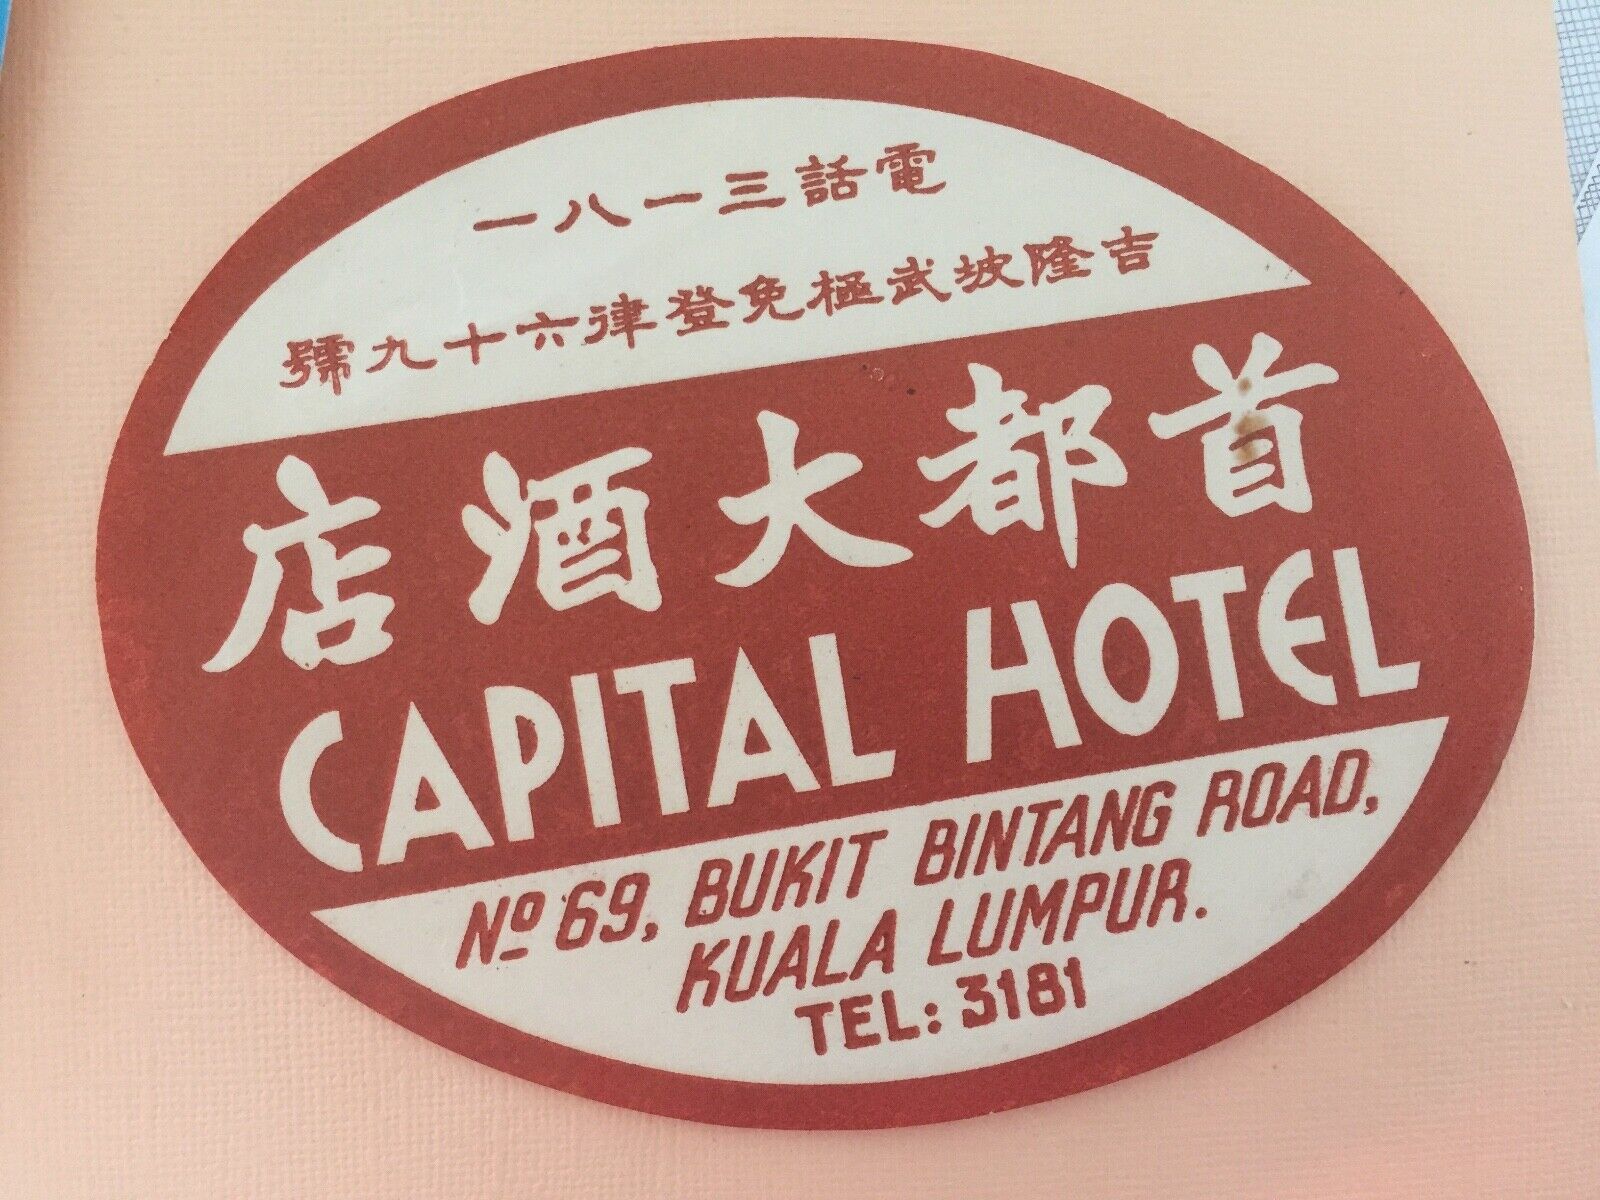 電話三一八一
吉隆坡武極免登律六十九號
首都大酒店
CAPITAL HOTEL
Nº 69, BUKIT BINTANG ROAD,
KUALA LUMPUR.
TEL: 3181